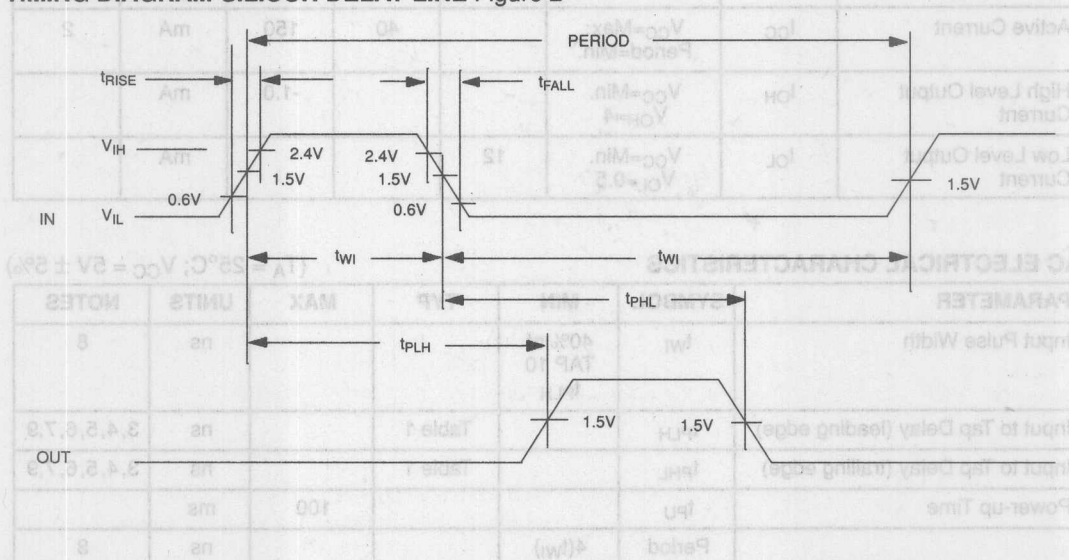 TIMING DIAGRAM: SILICON DELAY LINE Figure 2
PERIOD
tRISE
tFALL
VIH
2.4V
2.4V
1.5V
1.5V
1.5V
0.6V
0.6V
IN
VIL
tWI
tWI
tPHL
tPLH
1.5V
1.5V
OUT
Active Current ICC VCC=Max; Period=Min. 40 150 mA 2
High Level Output Current IOH VCC=Min. VOH=4 -1.0 mA
Low Level Output Current IOL VCC=Min. VOL=0.5 12 mA
AC ELECTRICAL CHARACTERISTICS (TA = 25°C; VCC = 5V ± 5%)
PARAMETER SYMBOL MIN TYP MAX UNITS NOTES
Input Pulse Width tWI 40% of TAP 10 tPLH ns 8
Input to Tap Delay (leading edge) tPLH Table 1 ns 3,4,5,6,7,9
Input to Tap Delay (trailing edge) tPHL Table 1 ns 3,4,5,6,7,9
Power-up Time tPU 100 ms
Period 4(tWI) ns 8